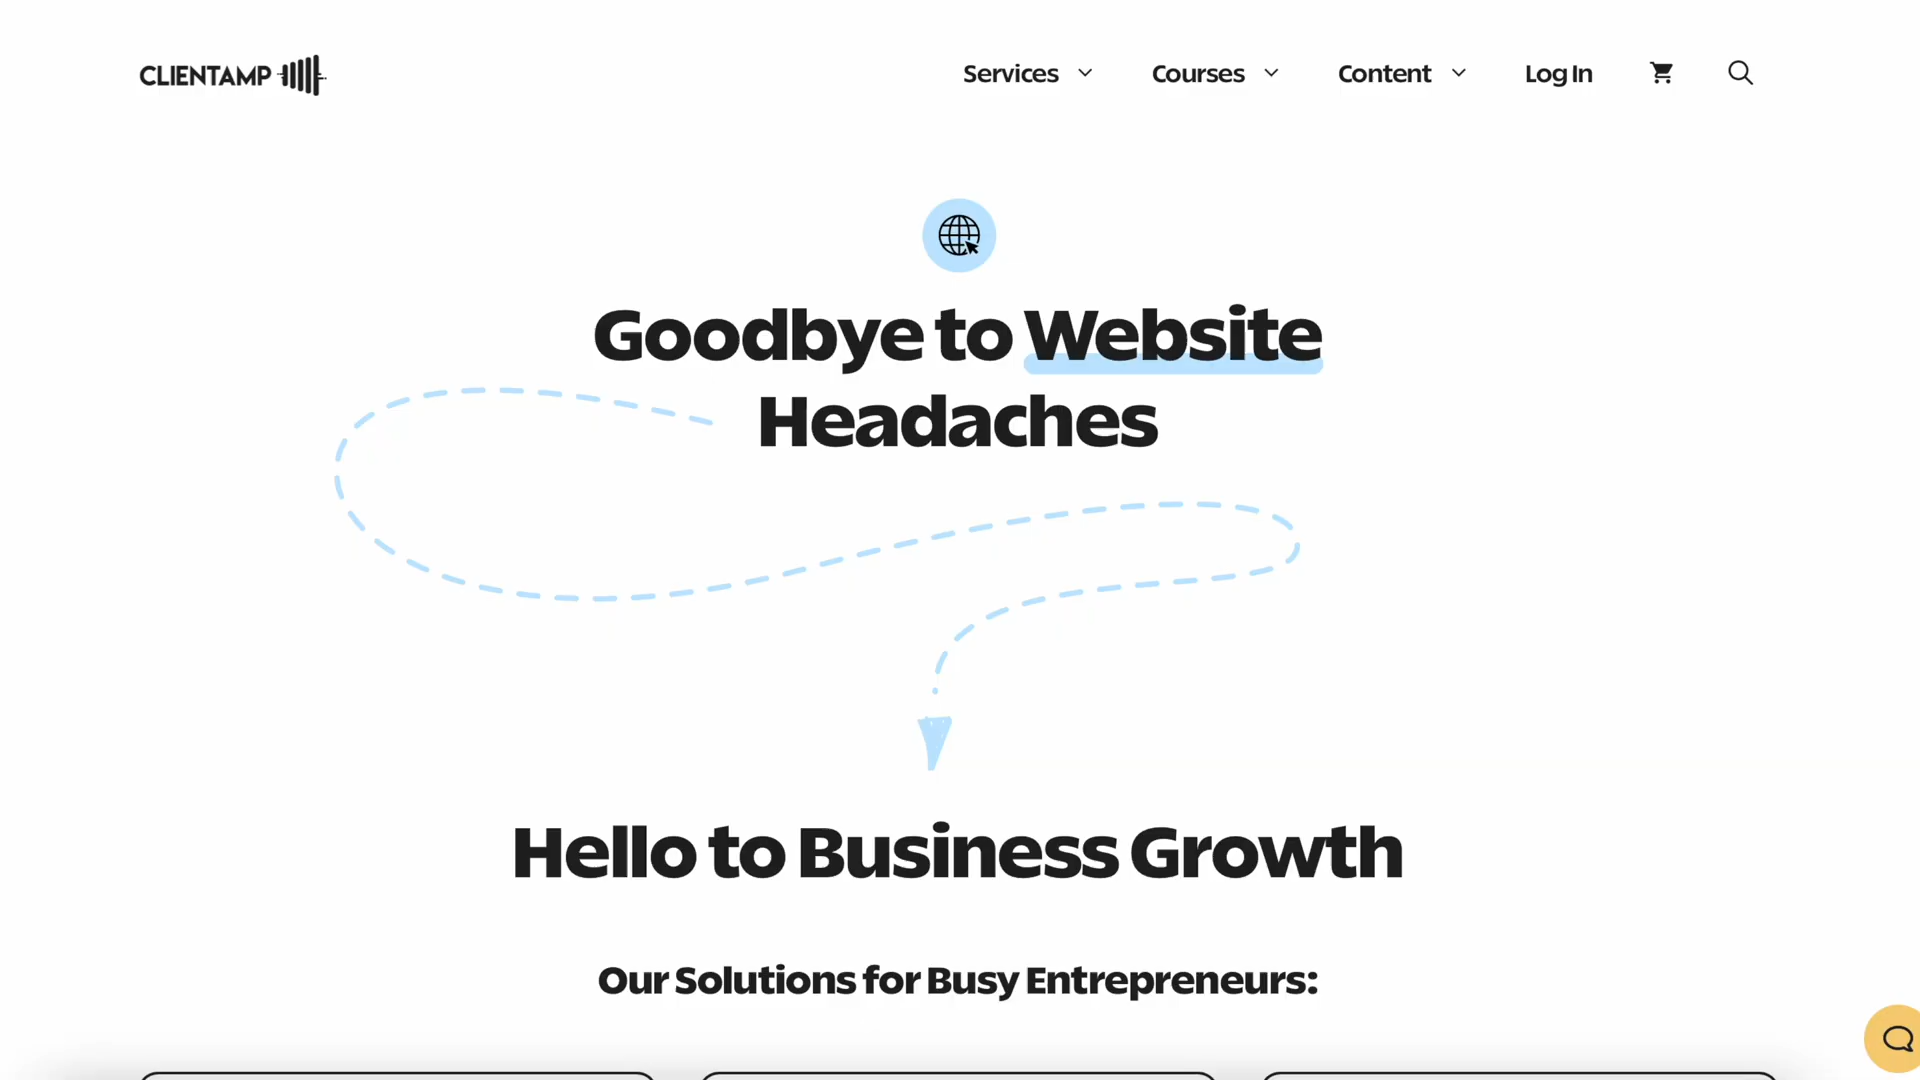 CLIENTAMP
Services
Courses
Content
Log In
Goodbye to Website
Headaches
Hello to Business Growth
Our Solutions for Busy Entrepreneurs: